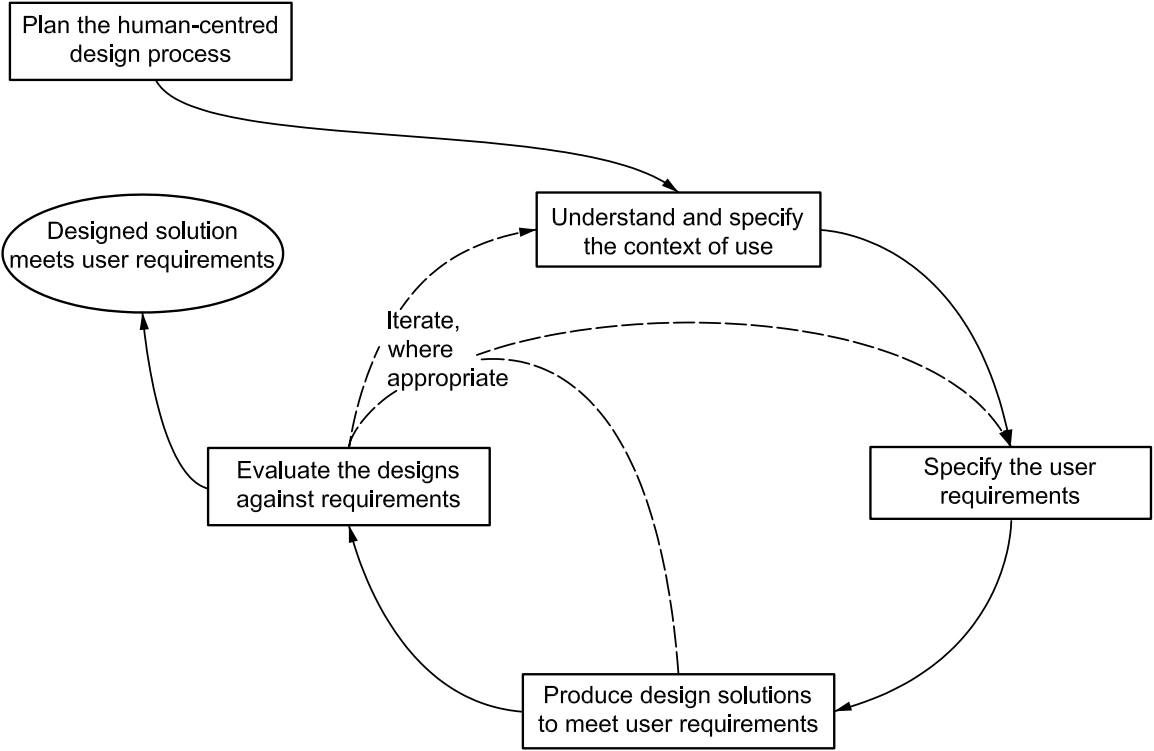 Plan the human-centred
design process
Understand and specify
the context of use
Designed solution
meets user requirements
Iterate,
where
appropriate
Evaluate the designs
against requirements
Specify the user
requirements
Produce design solutions
to meet user requirements